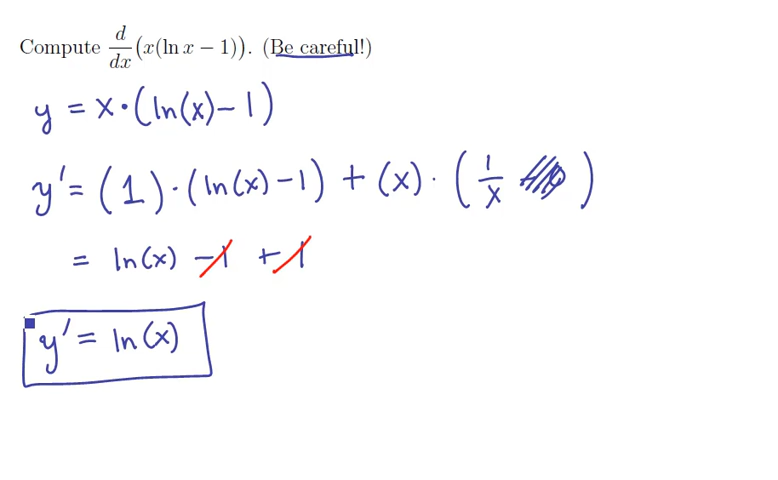 Compute d/dx (x(ln x − 1)). (Be careful!)
y = x·(ln(x)−1)
y' = (1)·(ln(x)−1) + (x)·(1/x)
= ln(x) −1 +1
y' = ln(x)